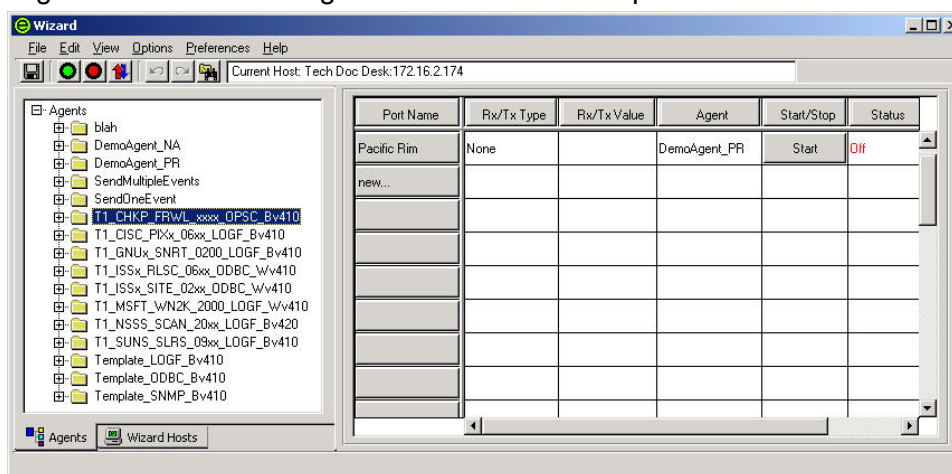 Wizard
File Edit View Options Preferences Help
Current Host: Tech Doc Desk:172.16.2.174
Agents
blah
DemoAgent_NA
DemoAgent_PR
SendMultipleEvents
SendOneEvent
T1_CHKP_FRWL_xxxx_OPSC_Bv410
T1_CISC_PIXx_06xx_LOGF_Bv410
T1_GNUx_SNRT_0200_LOGF_Bv410
T1_ISSx_RLSC_06xx_ODBC_Wv410
T1_ISSx_SITE_02xx_ODBC_Wv410
T1_MSFT_WN2K_2000_LOGF_Wv410
T1_NSSS_SCAN_20xx_LOGF_Bv420
T1_SUNS_SLRS_09xx_LOGF_Bv410
Template_LOGF_Bv410
Template_ODBC_Bv410
Template_SNMP_Bv410
Agents Wizard Hosts
Port Name Rx/Tx Type Rx/Tx Value Agent Start/Stop Status
Pacific Rim None DemoAgent_PR Start Off
new...